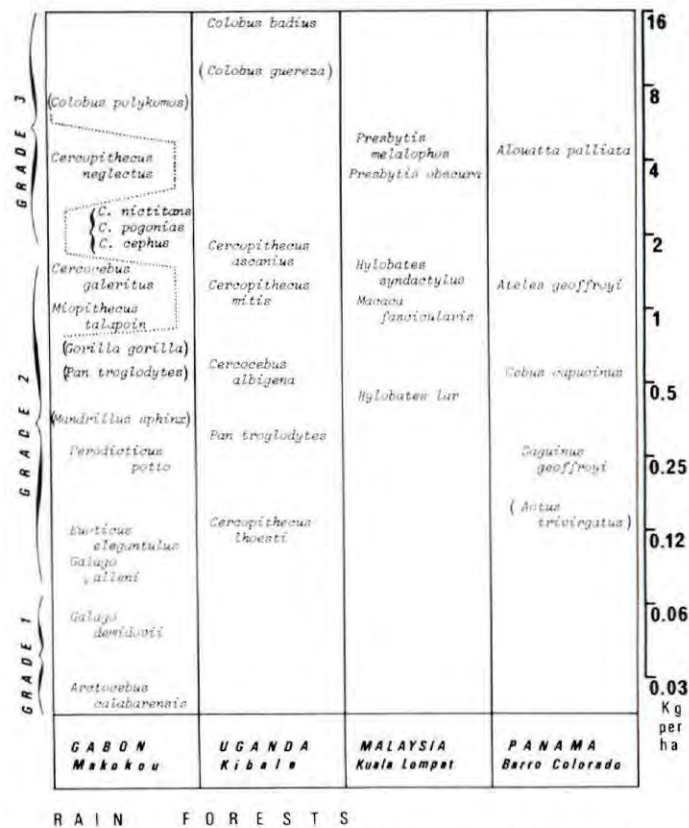 GRADE 3
GRADE 2
GRADE 1
(Colobus polykomos)
Cercopithecus
neglectus
C. nictitans
C. pogonias
C. cephus
Cercocebus
galeritus
Miopithecus
talapoin
(Gorilla gorilla)
(Pan troglodytes)
(Mandrillus sphinx)
Perodicticus
potto
Euoticus
elegantulus
Galago
alleni
Galago
demidovii
Arctocebus
calabarensis
GABON
Makokou
Colobus badius
(Colobus guereza)
Cercopithecus
ascanius
Cercopithecus
mitis
Cercocebus
albigena
Pan troglodytes
Cercopithecus
lhoesti
UGANDA
Kibale
Presbytis
melalophos
Presbytis obscura
Hylobates
syndactylus
Macaca
fascicularis
Hylobates lar
MALAYSIA
Kuala Lompat
Alouatta palliata
Ateles geoffroyi
Cebus capucinus
Saguinus
geoffroyi
(Aotus
trivirgatus)
PANAMA
Barro Colorado
16
8
4
2
1
0.5
0.25
0.12
0.06
0.03
Kg
per
ha
RAIN FORESTS